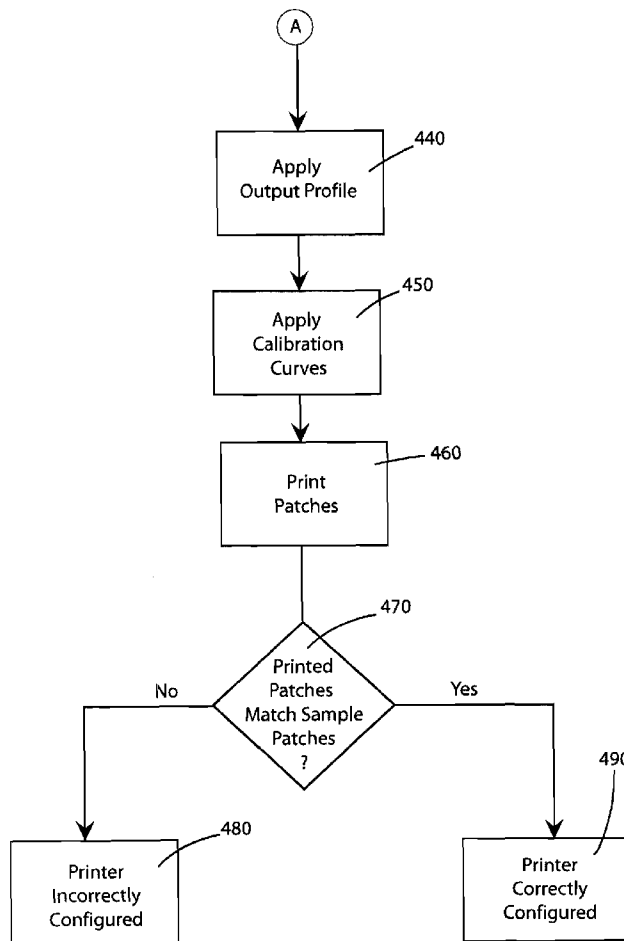 A
440
Apply
Output Profile
450
Apply
Calibration
Curves
460
Print
Patches
470
Printed
Patches
Match Sample
Patches
?
No
Yes
480
Printer
Incorrectly
Configured
490
Printer
Correctly
Configured